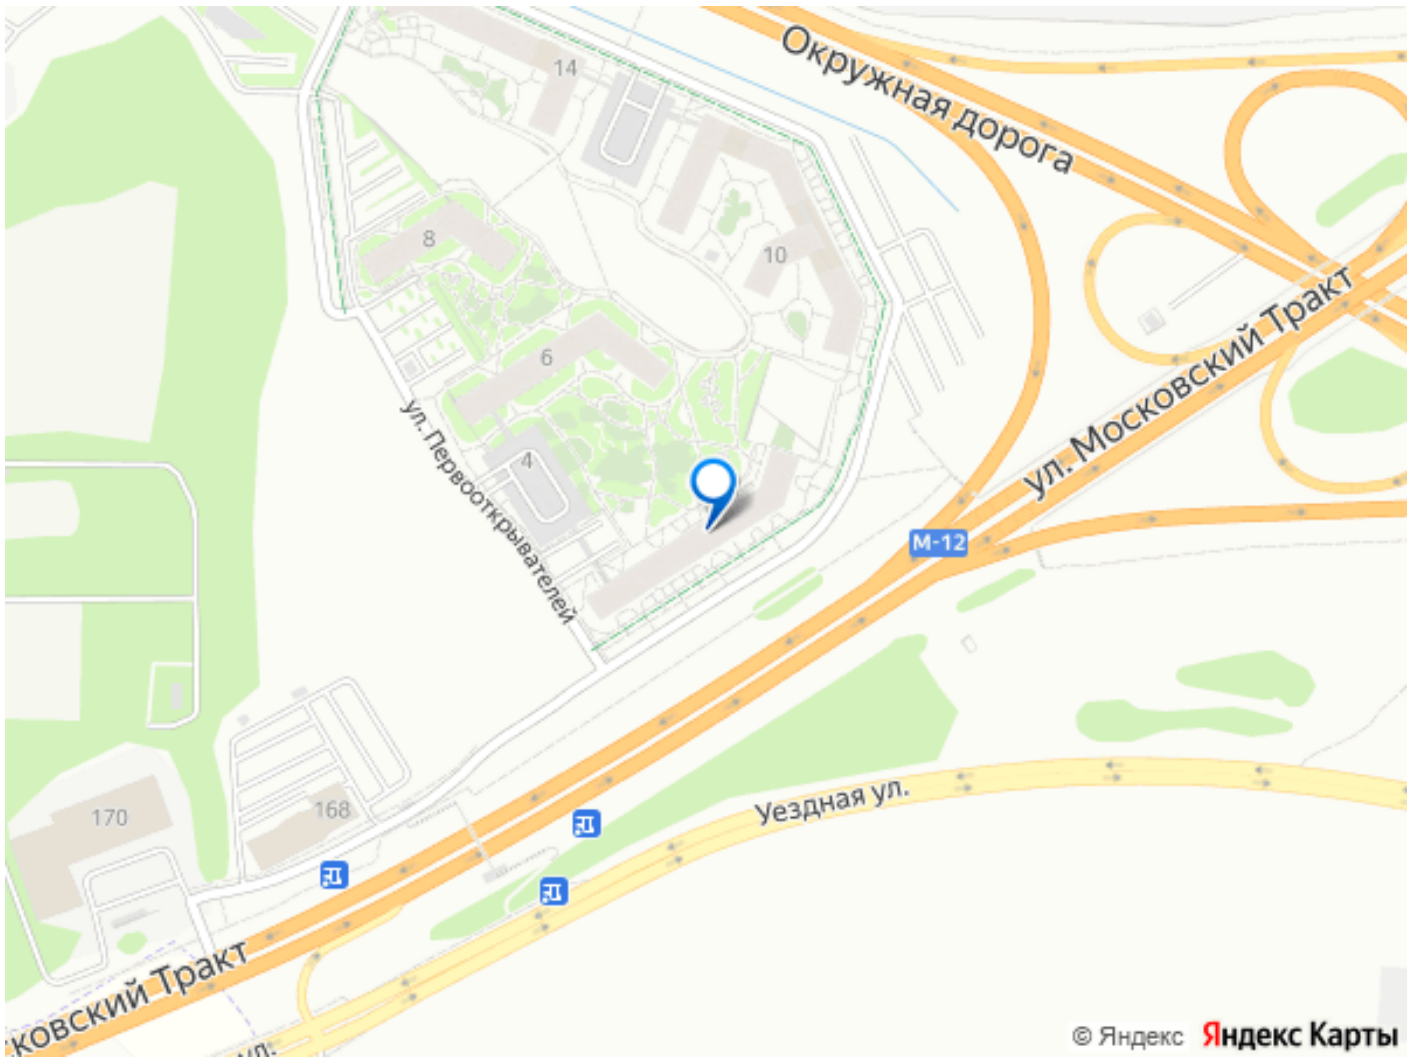 Окружная дорога
14
8
10
6
ул. Московский Тракт
ул. Первооткрывателей
4
М-12
168
170
Уездная ул.
ковский Тракт
ул.
© Яндекс Яндекс Карты